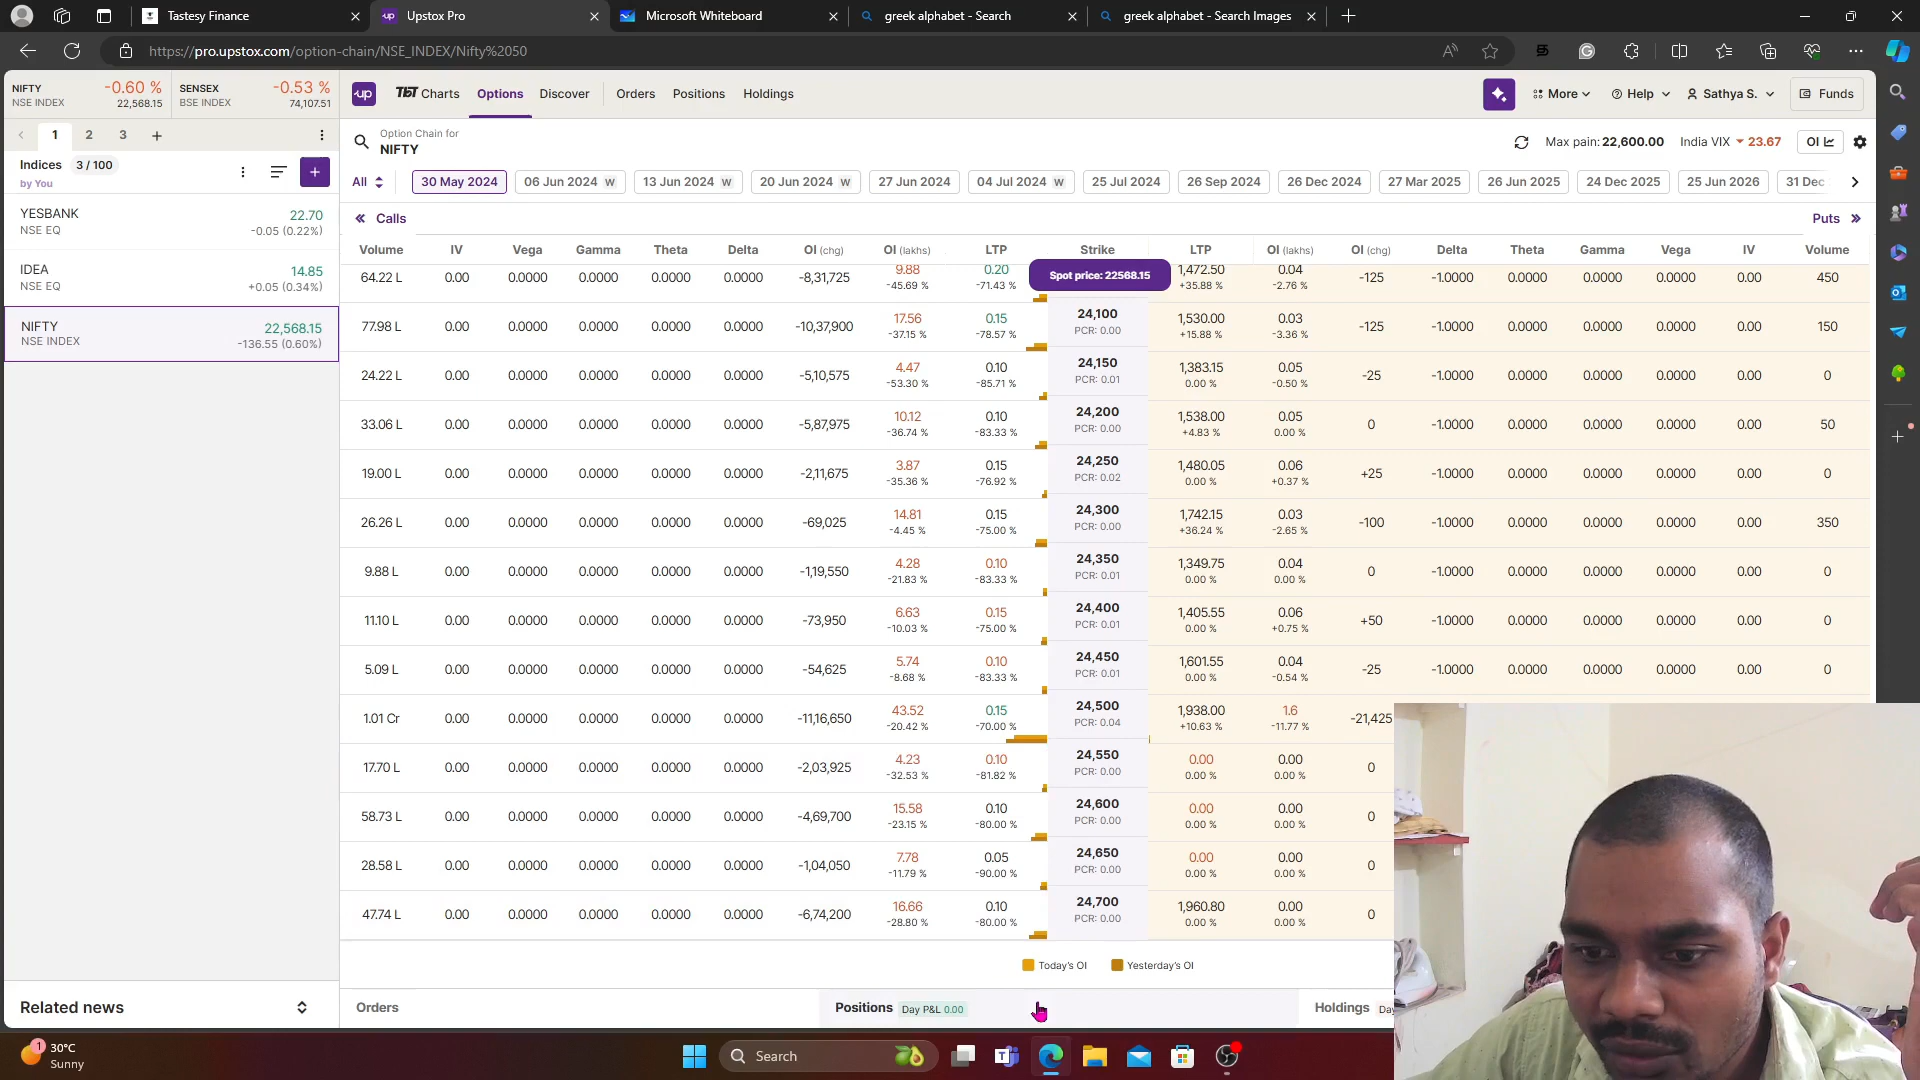 Tastesy Finance
Upstox Pro
Microsoft Whiteboard
greek alphabet - Search
greek alphabet - Search Images
https://pro.upstox.com/option-chain/NSE_INDEX/Nifty%2050
NIFTY -0.60 %
NSE INDEX 22,568.15
SENSEX -0.53 %
BSE INDEX 74,107.51
up TBT Charts Options Discover Orders Positions Holdings More Help Sathya S. Funds
1 2 3 +
Indices 3 / 100
by You
YESBANK 22.70
NSE EQ -0.05 (0.22%)
IDEA 14.85
NSE EQ +0.05 (0.34%)
NIFTY 22,568.15
NSE INDEX -136.55 (0.60%)
Option Chain for
NIFTY
Max pain: 22,600.00 India VIX 23.67 OI
All 30 May 2024 06 Jun 2024 W 13 Jun 2024 W 20 Jun 2024 W 27 Jun 2024 04 Jul 2024 W 25 Jul 2024 26 Sep 2024 26 Dec 2024 27 Mar 2025 26 Jun 2025 24 Dec 2025 25 Jun 2026 31 Dec
Calls Puts
Volume IV Vega Gamma Theta Delta OI (chg) OI (lakhs) LTP Strike LTP OI (lakhs) OI (chg) Delta Theta Gamma Vega IV Volume
Spot price: 22568.15
64.22 L 0.00 0.0000 0.0000 0.0000 0.0000 -8,31,725 9.88 0.20 1,472.50 0.04 -125 -1.0000 0.0000 0.0000 0.0000 0.00 450
-45.69 % -71.43 % +35.88 % -2.76 %
77.98 L 0.00 0.0000 0.0000 0.0000 0.0000 -10,37,900 17.56 0.15 24,100 1,530.00 0.03 -125 -1.0000 0.0000 0.0000 0.0000 0.00 150
-37.15 % -78.57 % PCR: 0.00 +15.88 % -3.36 %
24.22 L 0.00 0.0000 0.0000 0.0000 0.0000 -5,10,575 4.47 0.10 24,150 1,383.15 0.05 -25 -1.0000 0.0000 0.0000 0.0000 0.00 0
-53.30 % -85.71 % PCR: 0.01 0.00 % -0.50 %
33.06 L 0.00 0.0000 0.0000 0.0000 0.0000 -5,87,975 10.12 0.10 24,200 1,538.00 0.05 0 -1.0000 0.0000 0.0000 0.0000 0.00 50
-36.74 % -83.33 % PCR: 0.00 +4.83 % 0.00 %
19.00 L 0.00 0.0000 0.0000 0.0000 0.0000 -2,11,675 3.87 0.15 24,250 1,480.05 0.06 +25 -1.0000 0.0000 0.0000 0.0000 0.00 0
-35.36 % -76.92 % PCR: 0.02 0.00 % +0.37 %
26.26 L 0.00 0.0000 0.0000 0.0000 0.0000 -69,025 14.81 0.15 24,300 1,742.15 0.03 -100 -1.0000 0.0000 0.0000 0.0000 0.00 350
-4.45 % -75.00 % PCR: 0.00 +36.24 % -2.65 %
9.88 L 0.00 0.0000 0.0000 0.0000 0.0000 -1,19,550 4.28 0.10 24,350 1,349.75 0.04 0 -1.0000 0.0000 0.0000 0.0000 0.00 0
-21.83 % -83.33 % PCR: 0.01 0.00 % 0.00 %
11.10 L 0.00 0.0000 0.0000 0.0000 0.0000 -73,950 6.63 0.15 24,400 1,405.55 0.06 +50 -1.0000 0.0000 0.0000 0.0000 0.00 0
-10.03 % -75.00 % PCR: 0.01 0.00 % +0.75 %
5.09 L 0.00 0.0000 0.0000 0.0000 0.0000 -54,625 5.74 0.10 24,450 1,601.55 0.04 -25 -1.0000 0.0000 0.0000 0.0000 0.00 0
-8.68 % -83.33 % PCR: 0.01 0.00 % -0.54 %
1.01 Cr 0.00 0.0000 0.0000 0.0000 0.0000 -11,16,650 43.52 0.15 24,500 1,938.00 1.6 -21,425
-20.42 % -70.00 % PCR: 0.04 +10.63 % -11.77 %
17.70 L 0.00 0.0000 0.0000 0.0000 0.0000 -2,03,925 4.23 0.10 24,550 0.00 0.00 0
-32.53 % -81.82 % PCR: 0.00 0.00 % 0.00 %
58.73 L 0.00 0.0000 0.0000 0.0000 0.0000 -4,69,700 15.58 0.10 24,600 0.00 0.00 0
-23.15 % -80.00 % PCR: 0.00 0.00 % 0.00 %
28.58 L 0.00 0.0000 0.0000 0.0000 0.0000 -1,04,050 7.78 0.05 24,650 0.00 0.00 0
-11.79 % -90.00 % PCR: 0.00 0.00 % 0.00 %
47.74 L 0.00 0.0000 0.0000 0.0000 0.0000 -6,74,200 16.66 0.10 24,700 1,960.80 0.00 0
-28.80 % -80.00 % PCR: 0.00 0.00 % 0.00 %
Today's OI Yesterday's OI
Related news
Orders Positions Day P&L 0.00 Holdings
1 30°C
Sunny
Search